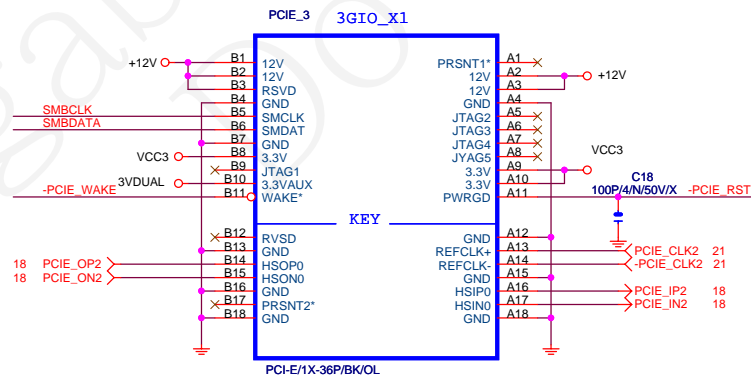 PCIE_3 3GIO_X1
+12V B1 12V PRSNT1* A1
B2 12V 12V A2 +12V
B3 RSVD 12V A3
B4 GND GND A4
SMBCLK B5 SMCLK JTAG2 A5
SMBDATA B6 SMDAT JTAG3 A6
B7 GND JTAG4 A7
VCC3 B8 3.3V JYAG5 A8 VCC3
B9 JTAG1 3.3V A9
3VDUAL B10 3.3VAUX 3.3V A10 C18
100P/4/N/50V/X
-PCIE_WAKE B11 WAKE* PWRGD A11 -PCIE_RST
KEY
B12 RVSD GND A12
B13 GND REFCLK+ A13 PCIE_CLK2 21
18 PCIE_OP2 B14 HSOP0 REFCLK- A14 -PCIE_CLK2 21
18 PCIE_ON2 B15 HSON0 GND A15
B16 GND HSIP0 A16 PCIE_IP2 18
B17 PRSNT2* HSIN0 A17 PCIE_IN2 18
B18 GND GND A18
PCI-E/1X-36P/BK/OL